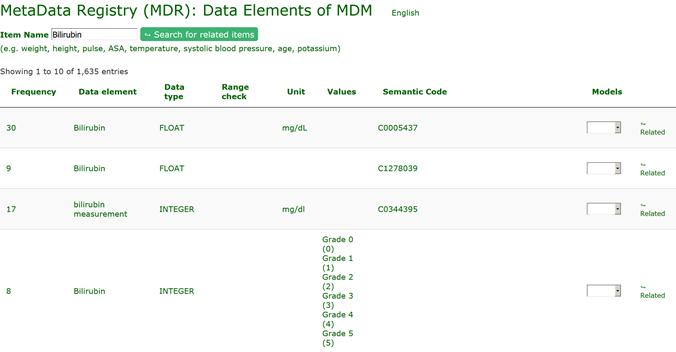 MetaData Registry (MDR): Data Elements of MDM English
Item Name Bilirubin Search for related items
(e.g. weight, height, pulse, ASA, temperature, systolic blood pressure, age, potassium)
Showing 1 to 10 of 1,635 entries
Frequency Data element Data type Range check Unit Values Semantic Code Models
30 Bilirubin FLOAT mg/dL C0005437 Related
9 Bilirubin FLOAT C1278039 Related
17 bilirubin measurement INTEGER mg/dl C0344395 Related
8 Bilirubin INTEGER Grade 0 (0) Grade 1 (1) Grade 2 (2) Grade 3 (3) Grade 4 (4) Grade 5 (5) Related